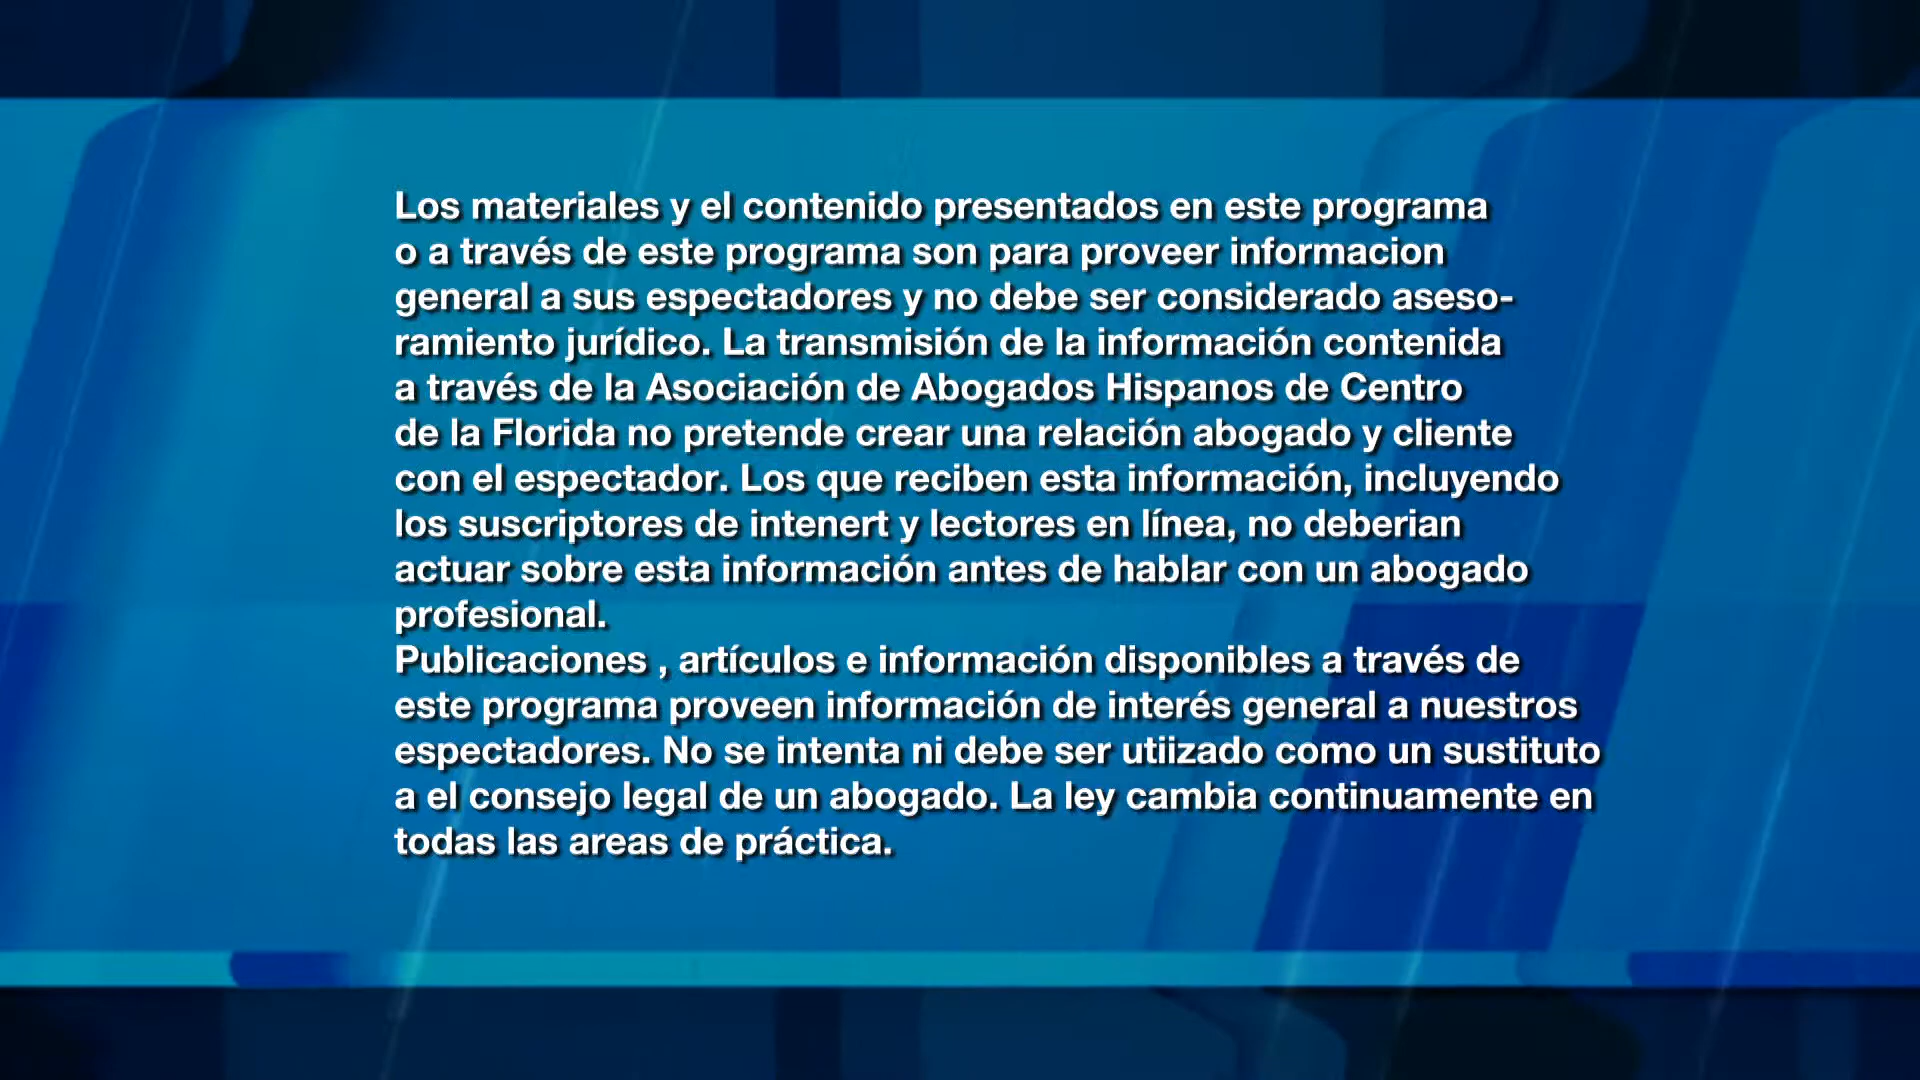 Los materiales y el contenido presentados en este programa
o a través de este programa son para proveer informacion
general a sus espectadores y no debe ser considerado aseso-
ramiento jurídico. La transmisión de la información contenida
a través de la Asociación de Abogados Hispanos de Centro
de la Florida no pretende crear una relación abogado y cliente
con el espectador. Los que reciben esta información, incluyendo
los suscriptores de intenert y lectores en línea, no deberian
actuar sobre esta información antes de hablar con un abogado
profesional.
Publicaciones , artículos e información disponibles a través de
este programa proveen información de interés general a nuestros
espectadores. No se intenta ni debe ser utiizado como un sustituto
a el consejo legal de un abogado. La ley cambia continuamente en
todas las areas de práctica.